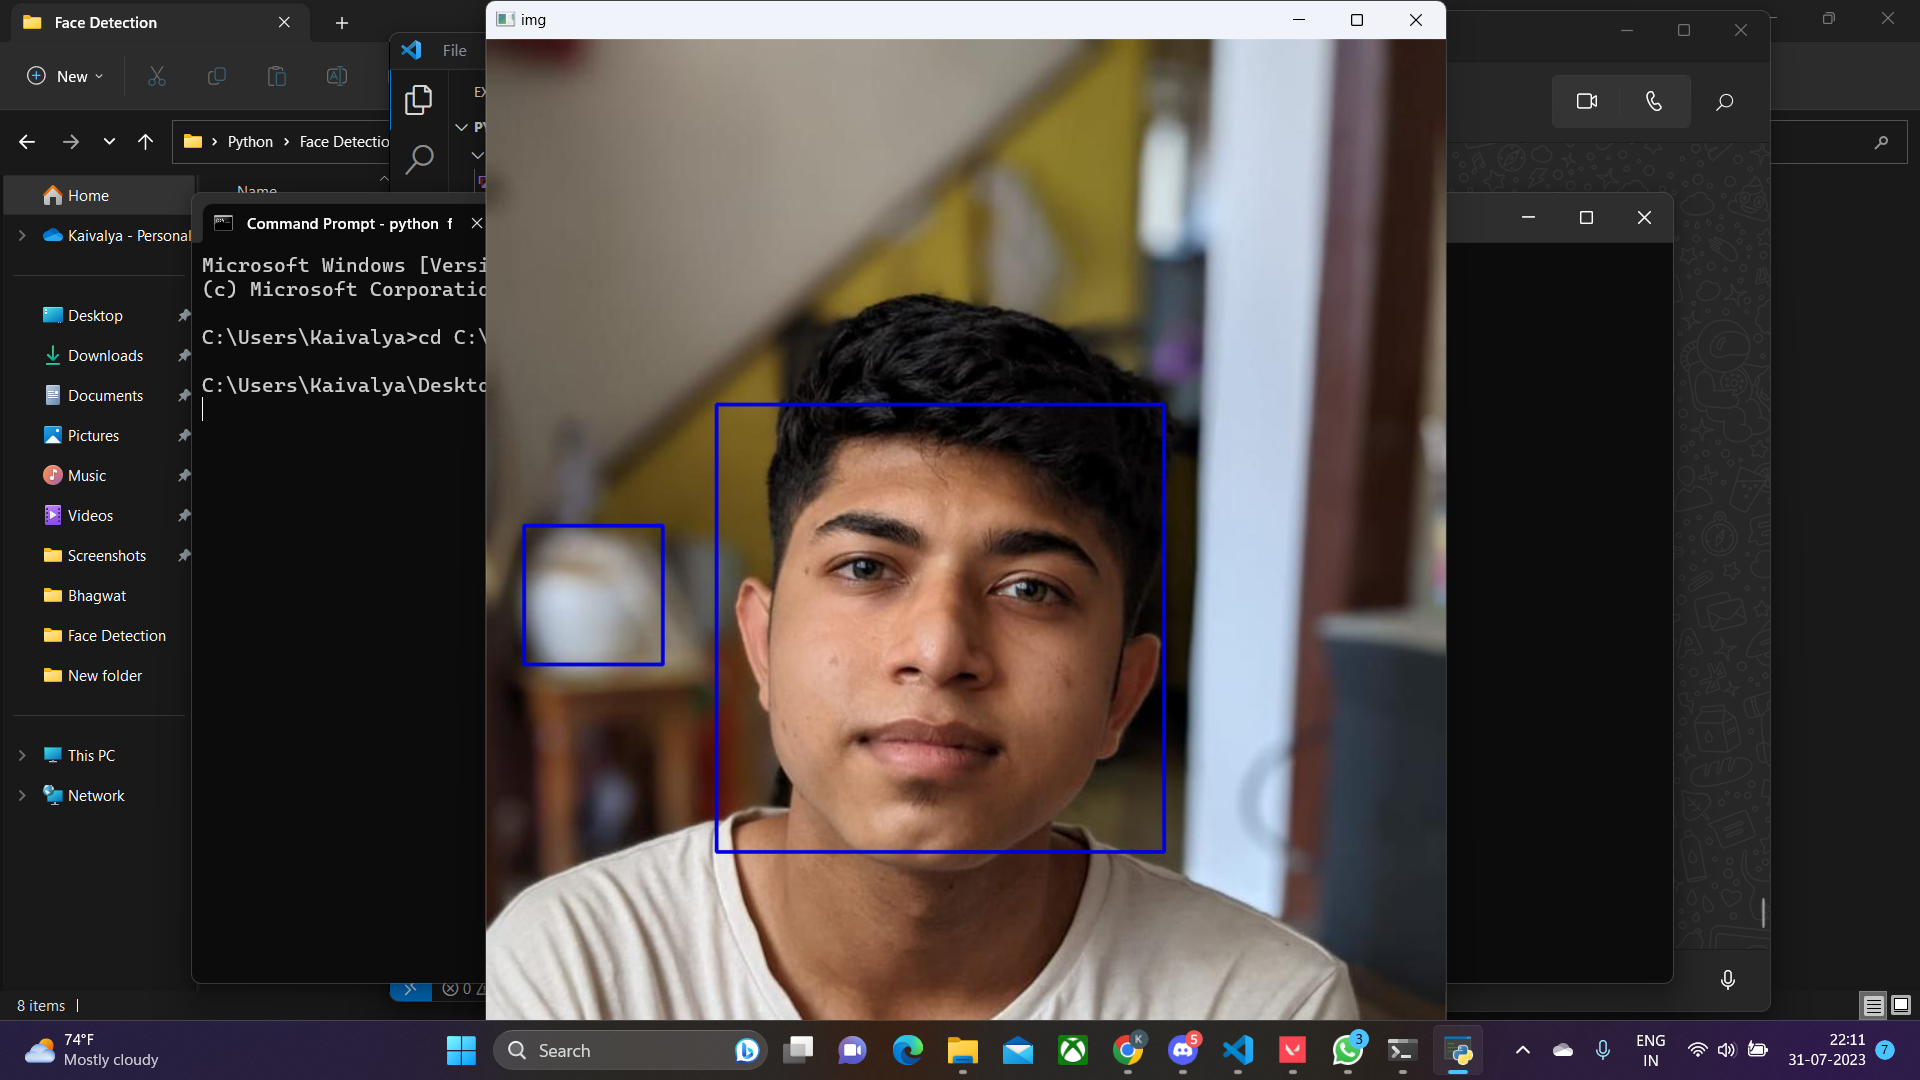 Face Detection
New
Python
Face Detectio
Name
Home
Kaivalya - Personal
Desktop
Downloads
Documents
Pictures
Music
Videos
Screenshots
Bhagwat
Face Detection
New folder
This PC
Network
8 items
File
EX
PY
Command Prompt - python f
Microsoft Windows [Versi
(c) Microsoft Corporatio
C:\Users\Kaivalya>cd C:\
C:\Users\Kaivalya\Deskto
0
img
74°F
Mostly cloudy
Search
K
5
3
ENG
IN
22:11
31-07-2023
7